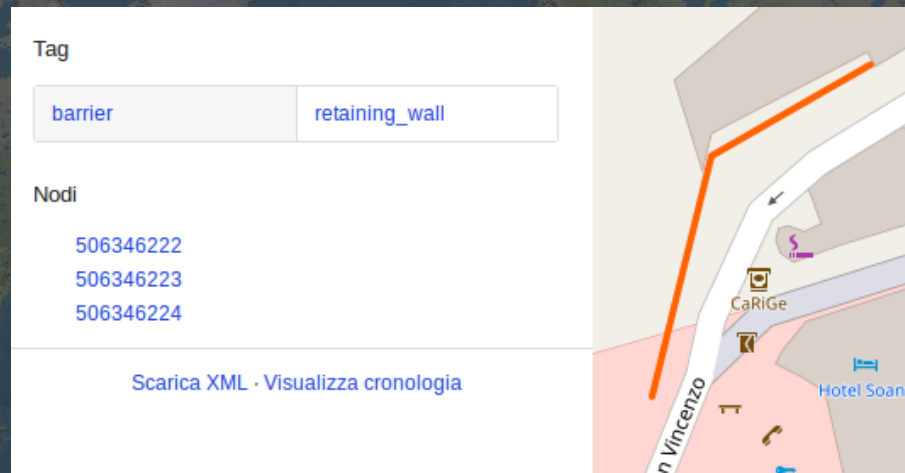 Tag
barrier retaining_wall
Nodi
506346222
506346223
506346224
Scarica XML · Visualizza cronologia
CaRiGe
Hotel Soan
n Vincenzo